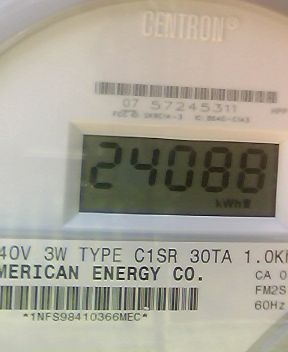 CENTRON®
07 57245311
24088
kWh
40V 3W TYPE C1SR 30TA 1.0Kh
MERICAN ENERGY CO.
CA 0
FM2S
60Hz
*1NFS98410366MEC*